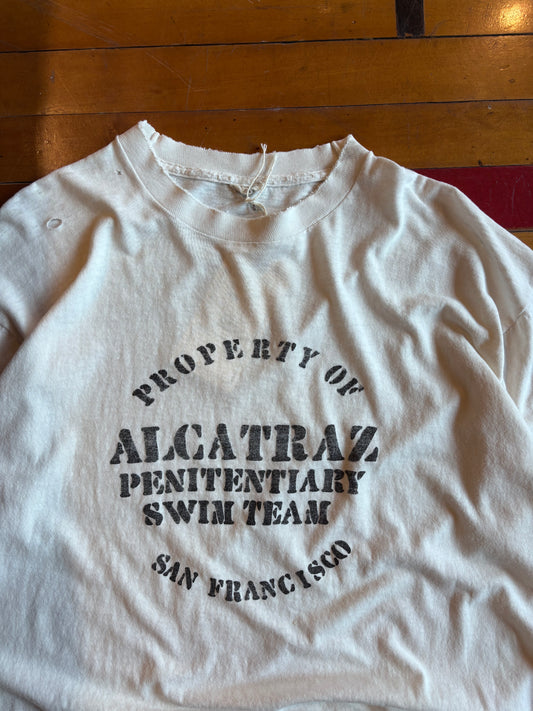 PROPERTY OF
ALCATRAZ
PENITENTIARY
SWIM TEAM
SAN FRANCISCO